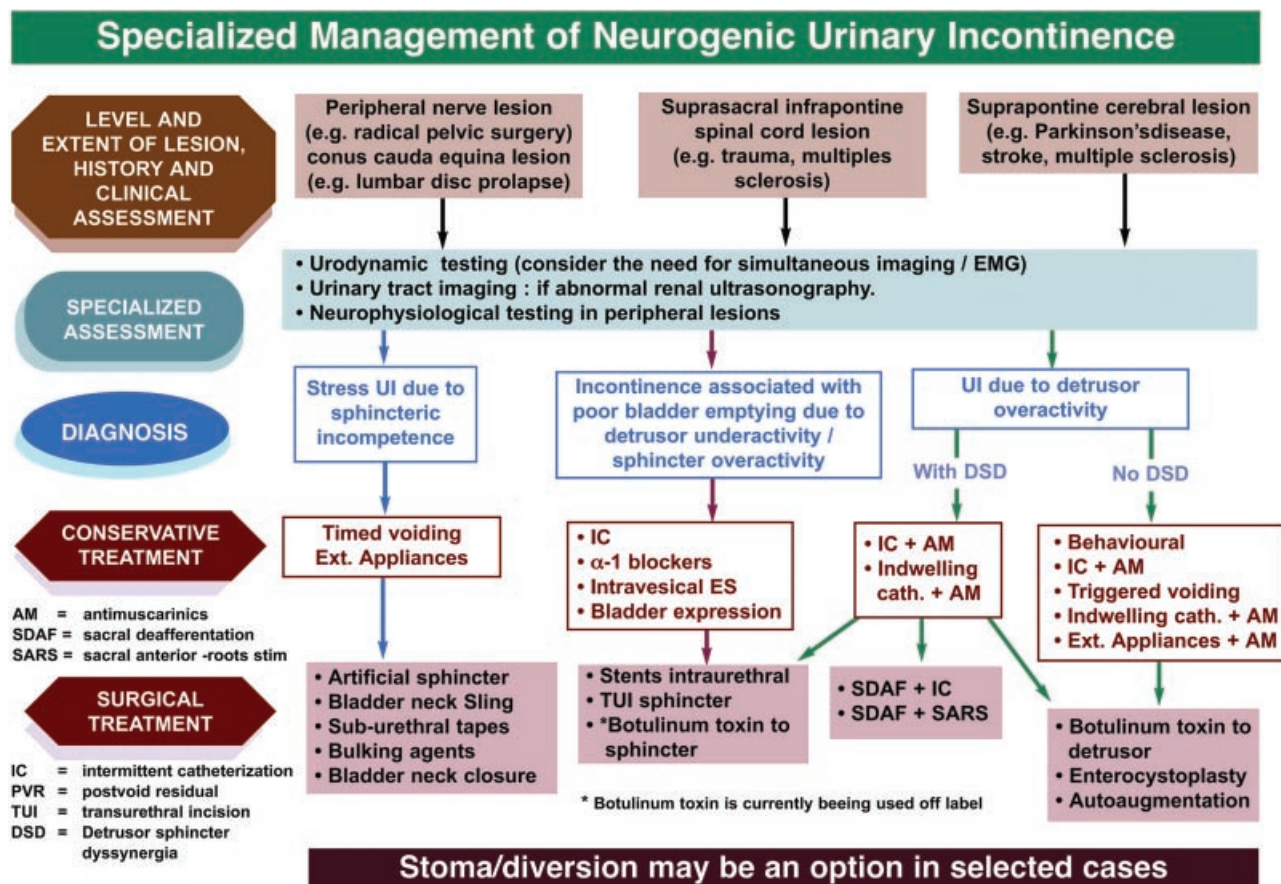 Specialized Management of Neurogenic Urinary Incontinence
LEVEL AND
EXTENT OF LESION,
HISTORY AND
CLINICAL
ASSESSMENT
Peripheral nerve lesion
(e.g. radical pelvic surgery)
conus cauda equina lesion
(e.g. lumbar disc prolapse)
Suprasacral infrapontine
spinal cord lesion
(e.g. trauma, multiples
sclerosis)
Suprapontine cerebral lesion
(e.g. Parkinson'sdisease,
stroke, multiple sclerosis)
SPECIALIZED
ASSESSMENT
• Urodynamic testing (consider the need for simultaneous imaging / EMG)
• Urinary tract imaging : if abnormal renal ultrasonography.
• Neurophysiological testing in peripheral lesions
DIAGNOSIS
Stress UI due to
sphincteric
incompetence
Incontinence associated with
poor bladder emptying due to
detrusor underactivity /
sphincter overactivity
UI due to detrusor
overactivity
With DSD
No DSD
CONSERVATIVE
TREATMENT
Timed voiding
Ext. Appliances
• IC
• α-1 blockers
• Intravesical ES
• Bladder expression
• IC + AM
• Indwelling
cath. + AM
• Behavioural
• IC + AM
• Triggered voiding
• Indwelling cath. + AM
• Ext. Appliances + AM
AM = antimuscarinics
SDAF = sacral deafferentation
SARS = sacral anterior -roots stim
SURGICAL
TREATMENT
• Artificial sphincter
• Bladder neck Sling
• Sub-urethral tapes
• Bulking agents
• Bladder neck closure
• Stents intraurethral
• TUI sphincter
• *Botulinum toxin to
sphincter
• SDAF + IC
• SDAF + SARS
• Botulinum toxin to
detrusor
• Enterocystoplasty
• Autoaugmentation
IC = intermittent catheterization
PVR = postvoid residual
TUI = transurethral incision
DSD = Detrusor sphincter
dyssynergia
* Botulinum toxin is currently beeing used off label
Stoma/diversion may be an option in selected cases